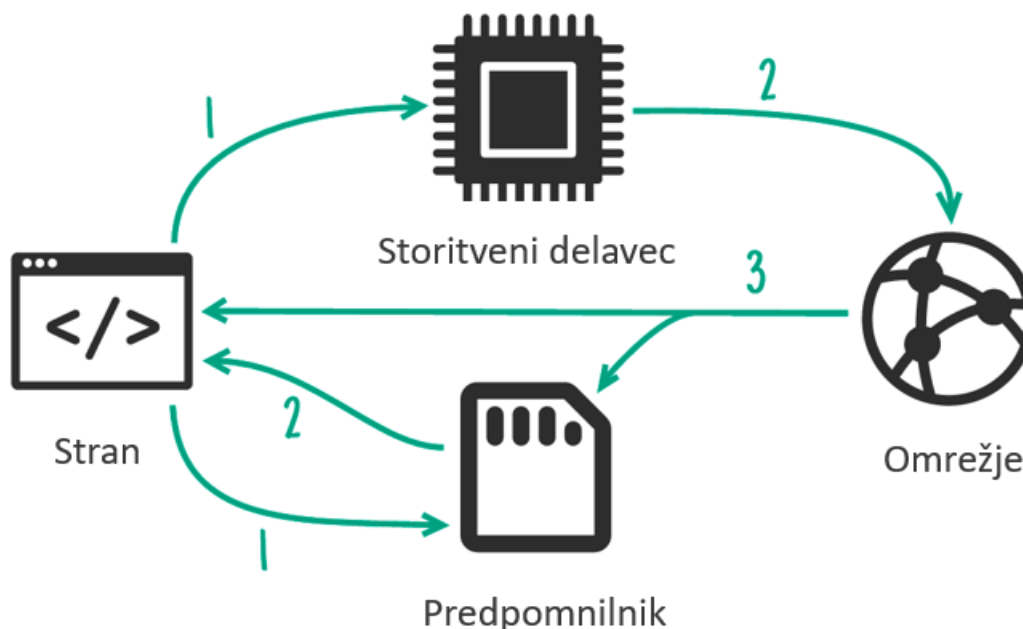 1
2
Storitveni delavec
3
</>
2
Stran
Omrežje
1
Predpomnilnik